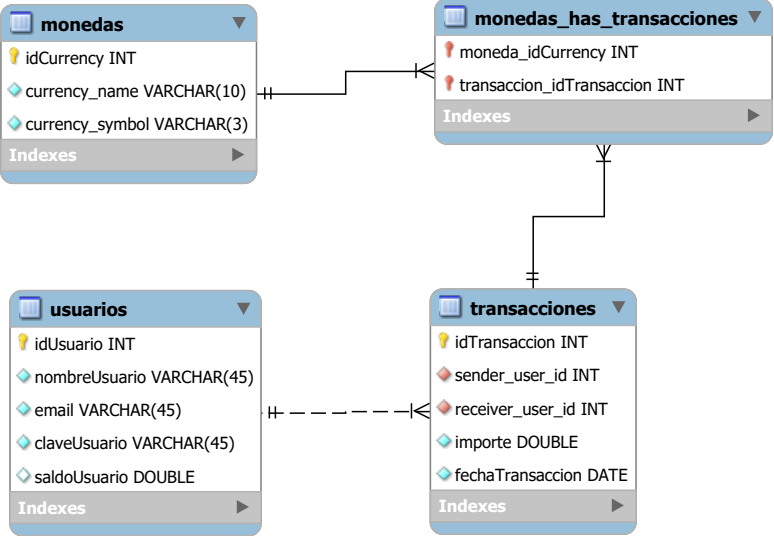 monedas
idCurrency INT
currency_name VARCHAR(10)
currency_symbol VARCHAR(3)
Indexes
monedas_has_transacciones
moneda_idCurrency INT
transaccion_idTransaccion INT
Indexes
usuarios
idUsuario INT
nombreUsuario VARCHAR(45)
email VARCHAR(45)
claveUsuario VARCHAR(45)
saldoUsuario DOUBLE
Indexes
transacciones
idTransaccion INT
sender_user_id INT
receiver_user_id INT
importe DOUBLE
fechaTransaccion DATE
Indexes